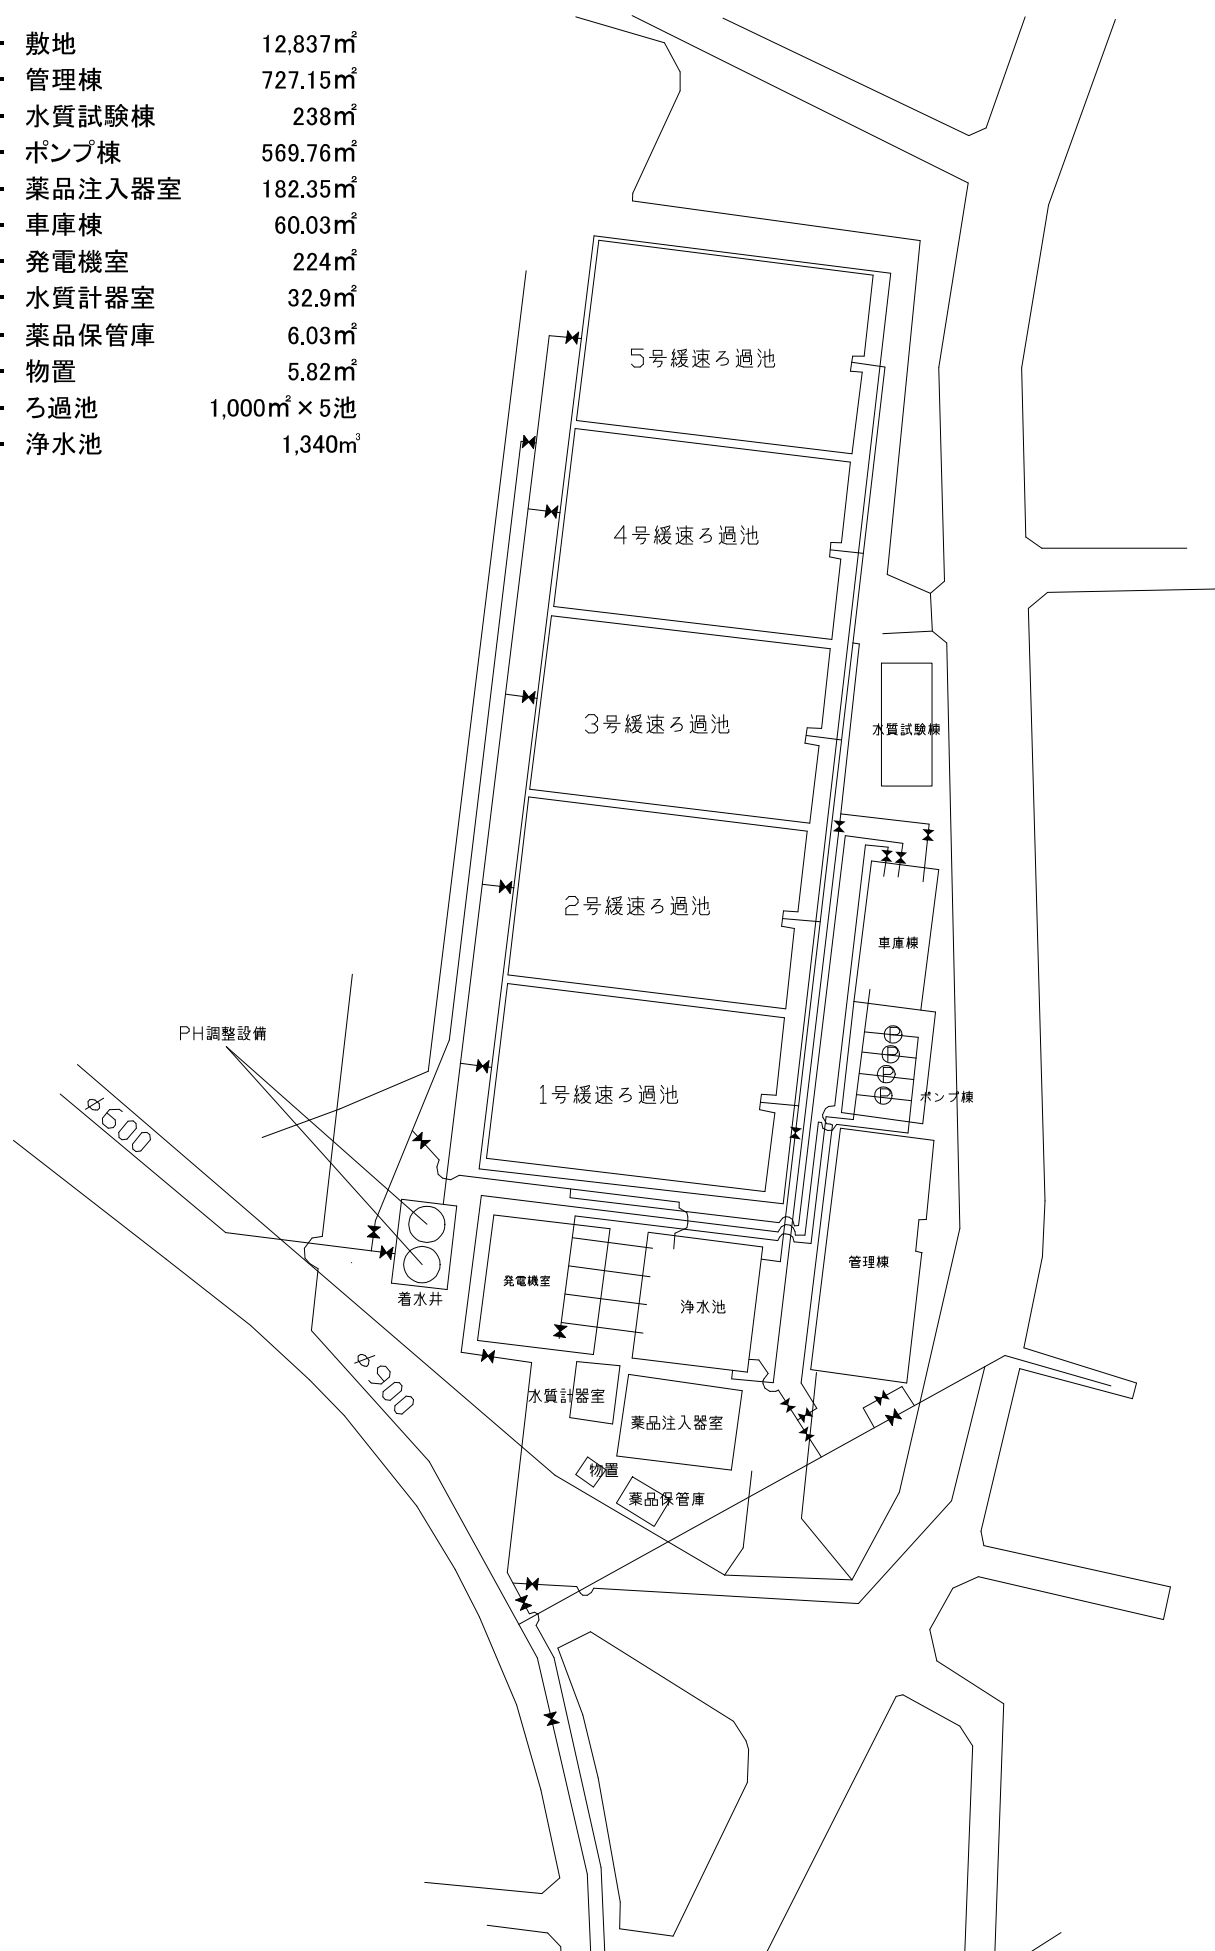 ・ 敷地 12,837㎡
・ 管理棟 727.15㎡
・ 水質試験棟 238㎡
・ ポンプ棟 569.76㎡
・ 薬品注入器室 182.35㎡
・ 車庫棟 60.03㎡
・ 発電機室 224㎡
・ 水質計器室 32.9㎡
・ 薬品保管庫 6.03㎡
・ 物置 5.82㎡
・ ろ過池 1,000㎡×5池
・ 浄水池 1,340㎥
5号緩速ろ過池
4号緩速ろ過池
3号緩速ろ過池
水質試験棟
2号緩速ろ過池
車庫棟
PH調整設備
P
P
P
P
1号緩速ろ過池
ポンプ棟
φ600
管理棟
発電機室
着水井
浄水池
φ900
水質計器室
薬品注入器室
物置
薬品保管庫